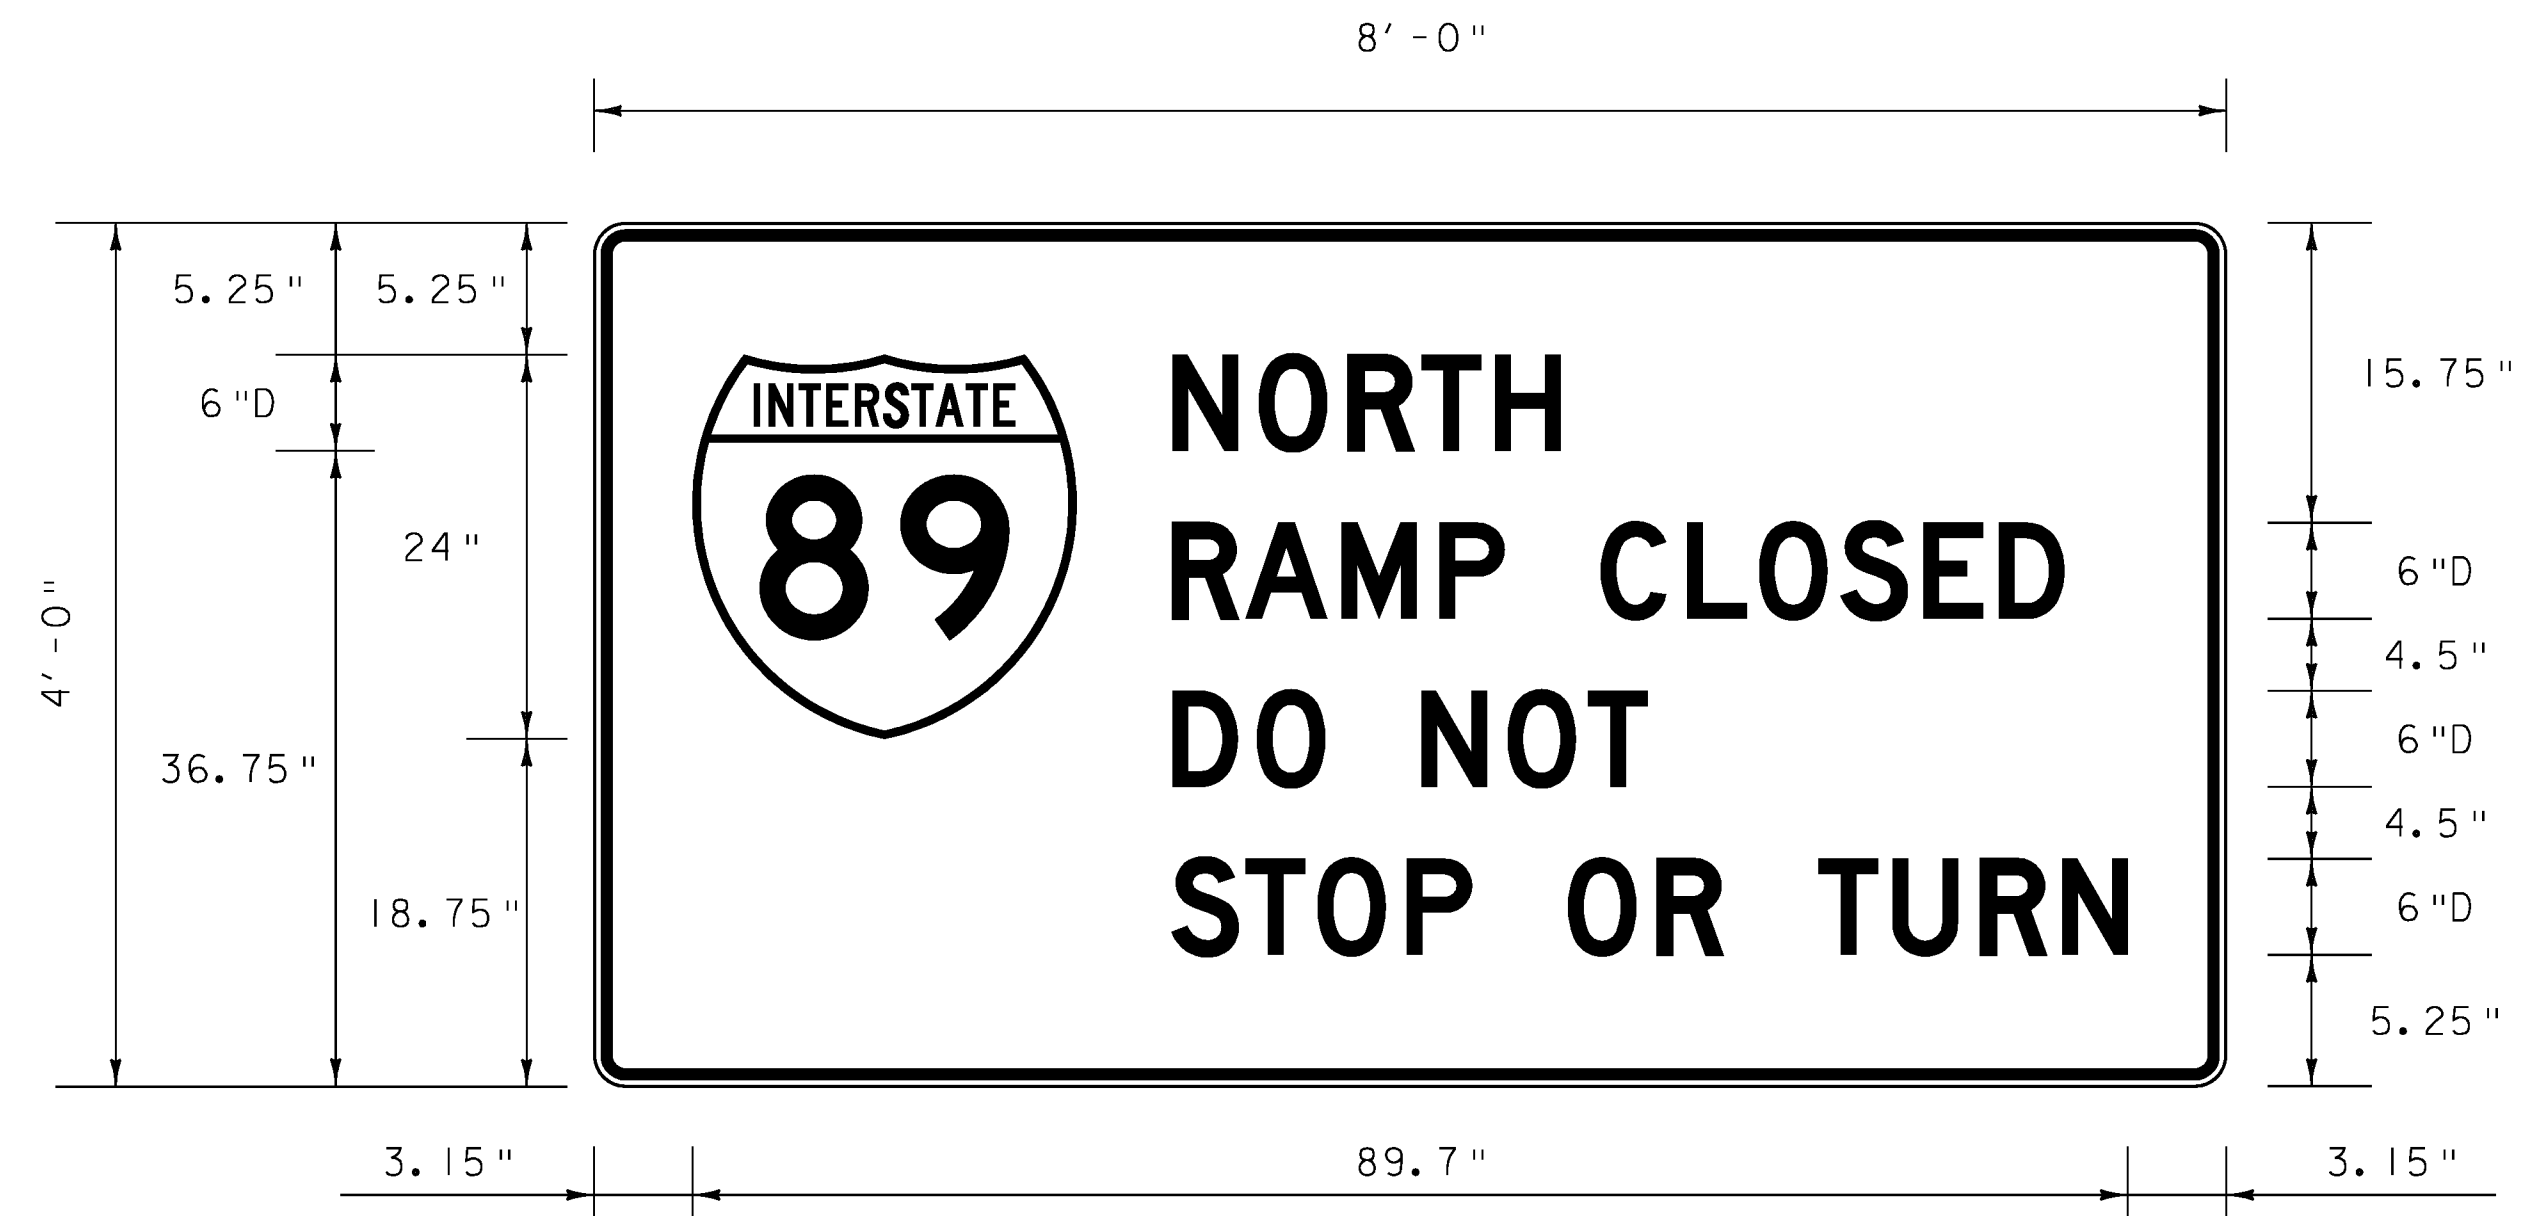 8'-0"
5.25" 5.25"
15.75"
6"D
INTERSTATE
NORTH
89
24"
RAMP CLOSED
6"D
4'-0"
4.5"
DO NOT
6"D
36.75"
4.5"
18.75"
STOP OR TURN
6"D
5.25"
3.15" 89.7" 3.15"